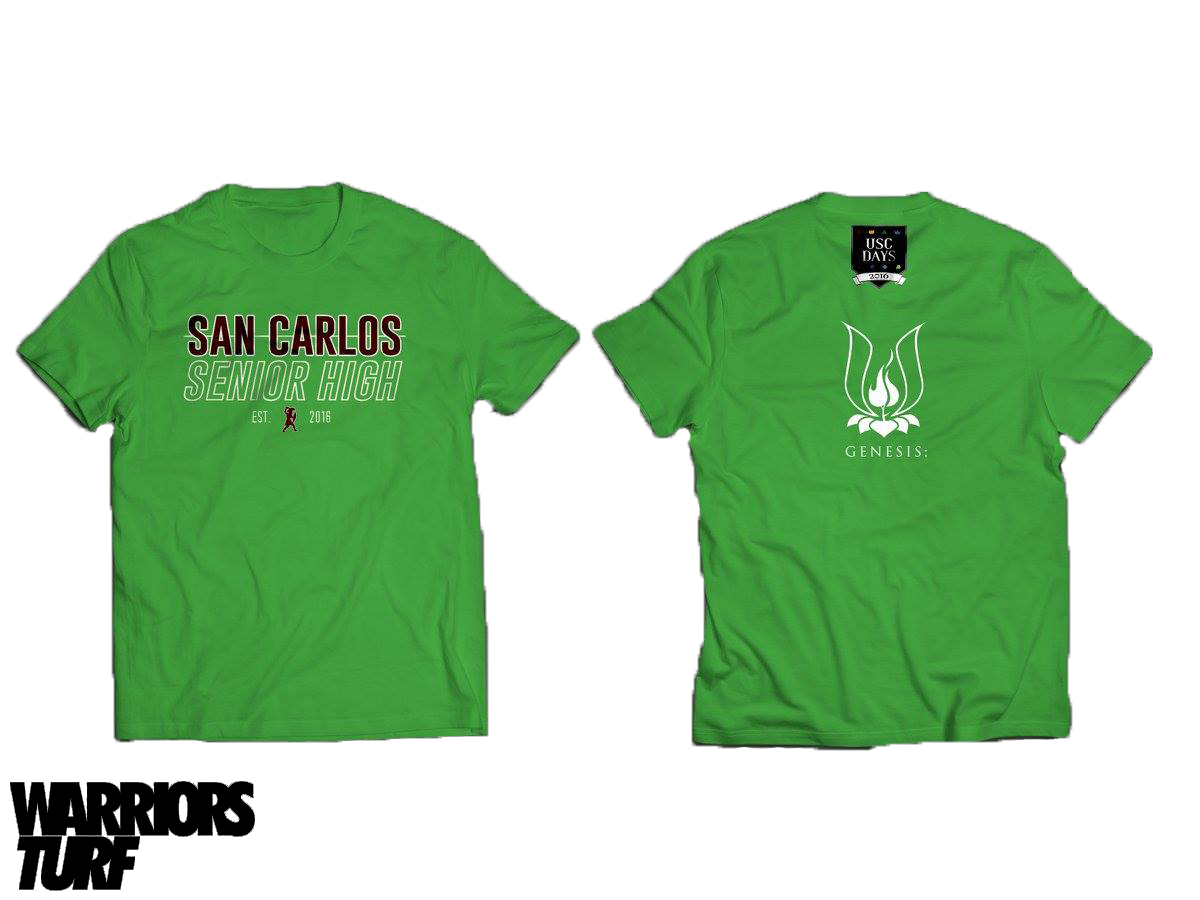 SAN CARLOS
SENIOR HIGH
EST. 2016
USC
DAYS
2016
GENESIS;
WARRIORS
TURF